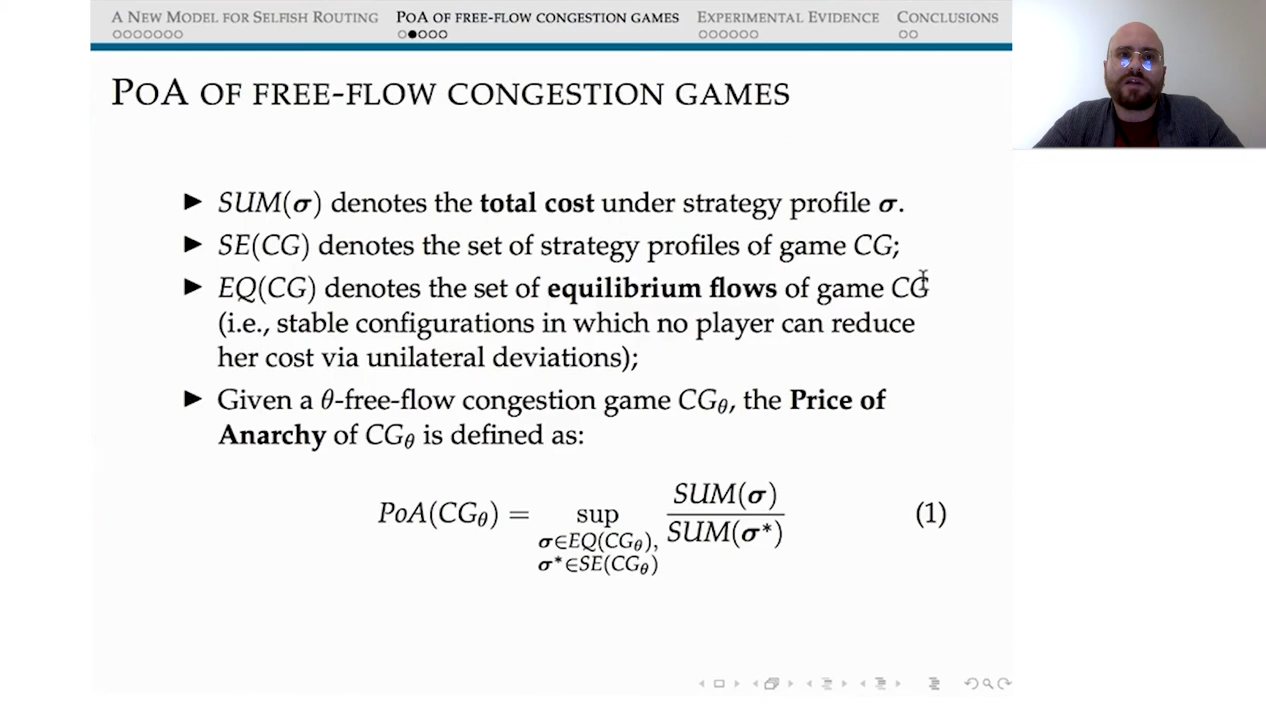 A NEW MODEL FOR SELFISH ROUTING POA OF FREE-FLOW CONGESTION GAMES EXPERIMENTAL EVIDENCE CONCLUSIONS
POA OF FREE-FLOW CONGESTION GAMES
▶ SUM(σ) denotes the total cost under strategy profile σ.
▶ SE(CG) denotes the set of strategy profiles of game CG;
▶ EQ(CG) denotes the set of equilibrium flows of game CG
(i.e., stable configurations in which no player can reduce
her cost via unilateral deviations);
▶ Given a θ-free-flow congestion game CGθ, the Price of
Anarchy of CGθ is defined as:
PoA(CGθ) = sup σ∈EQ(CGθ), σ*∈SE(CGθ) SUM(σ) / SUM(σ*) (1)